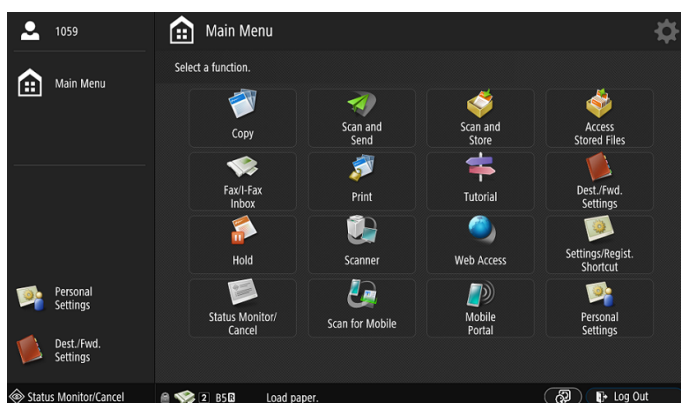 1059
Main Menu
Personal
Settings
Dest./Fwd.
Settings
Main Menu
Select a function.
Copy
Scan and
Send
Scan and
Store
Access
Stored Files
Fax/I-Fax
Inbox
Print
Tutorial
Dest./Fwd.
Settings
Hold
Scanner
Web Access
Settings/Regist.
Shortcut
Status Monitor/
Cancel
Scan for Mobile
Mobile
Portal
Personal
Settings
Status Monitor/Cancel
2 B5R Load paper.
Log Out